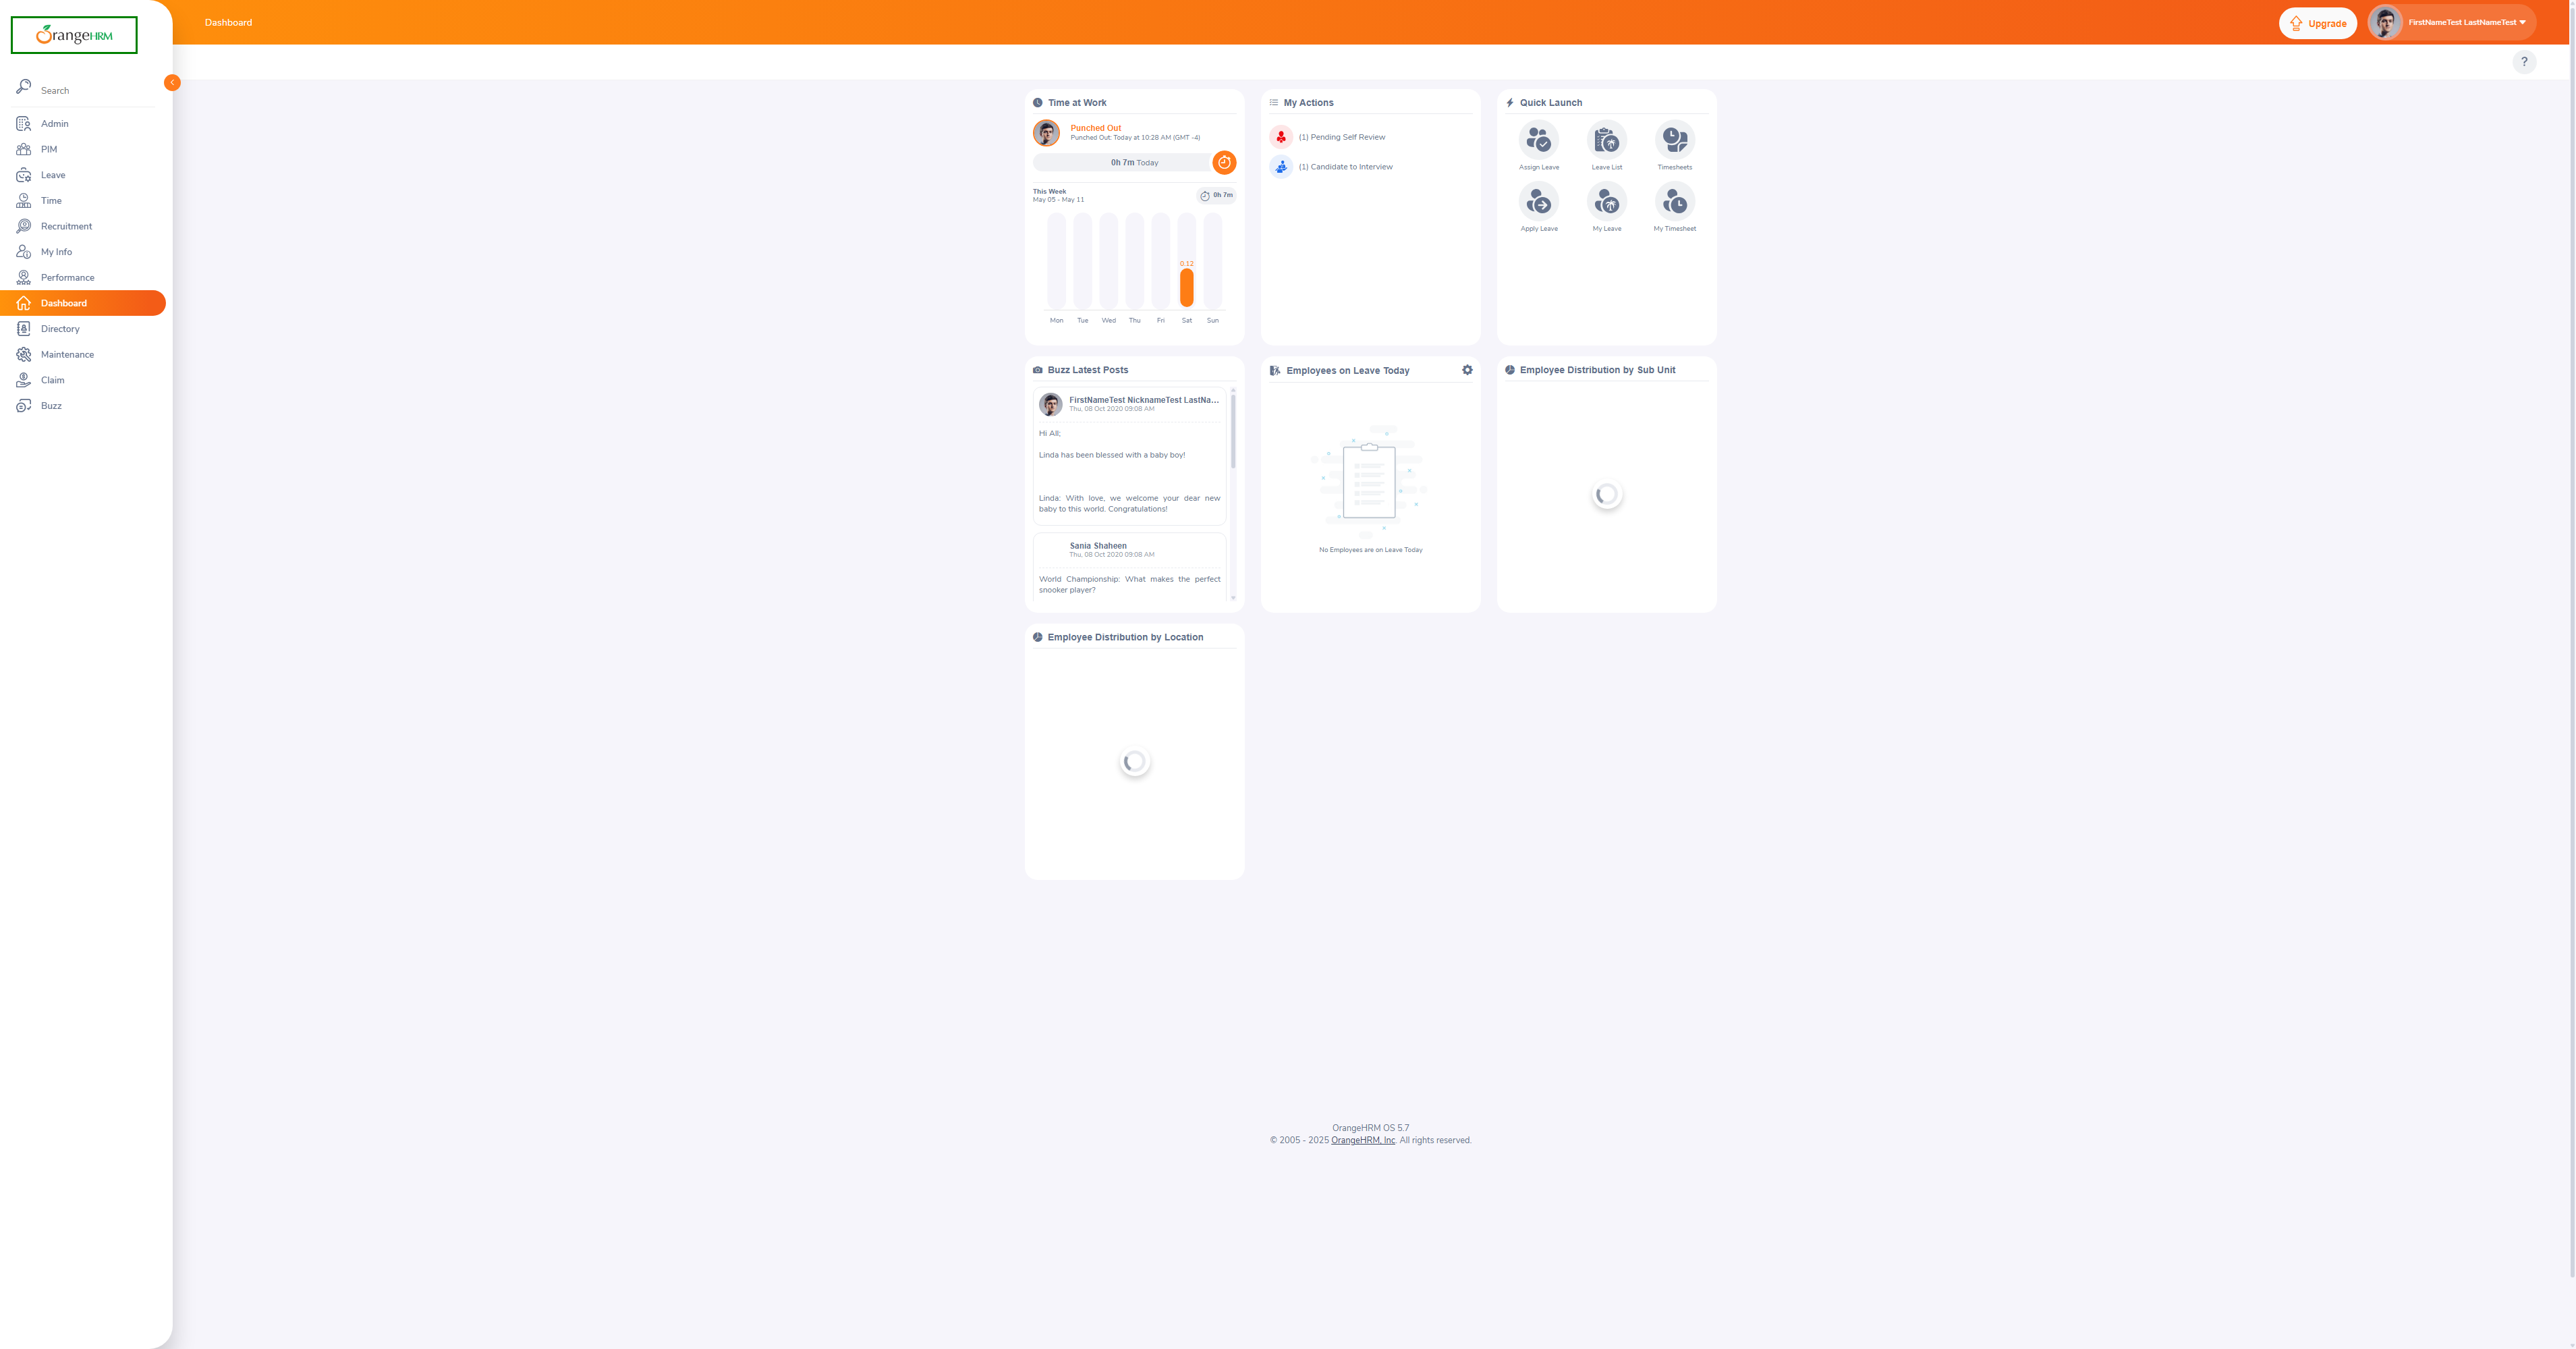 OrangeHRM
Search
Admin
PIM
Leave
Time
Recruitment
My Info
Performance
Dashboard
Directory
Maintenance
Claim
Buzz
Dashboard
Upgrade
FirstNameTest LastNameTest
?
Time at Work
Punched Out
Punched Out: Today at 10:28 AM (GMT -4)
0h 7m Today
This Week
May 05 - May 11
0h 7m
0.12
Mon Tue Wed Thu Fri Sat Sun
My Actions
(1) Pending Self Review
(1) Candidate to Interview
Quick Launch
Assign Leave
Leave List
Timesheets
Apply Leave
My Leave
My Timesheet
Buzz Latest Posts
FirstNameTest NicknameTest LastNa...
Thu, 08 Oct 2020 09:08 AM
Hi All;
Linda has been blessed with a baby boy!
Linda: With love, we welcome your dear new
baby to this world. Congratulations!
Sania Shaheen
Thu, 08 Oct 2020 09:08 AM
World Championship: What makes the perfect
snooker player?
Employees on Leave Today
No Employees are on Leave Today
Employee Distribution by Sub Unit
Employee Distribution by Location
OrangeHRM OS 5.7
© 2005 - 2025 OrangeHRM, Inc. All rights reserved.